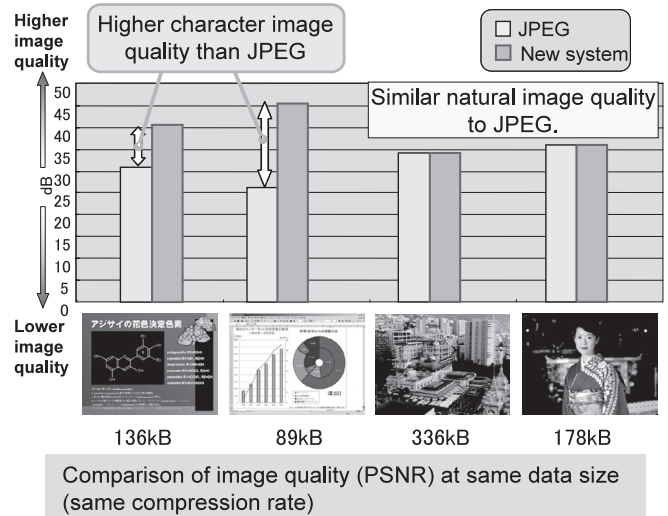 Higher
image
quality
Higher character image
quality than JPEG
JPEG
New system
Similar natural image quality
to JPEG.
50
45
40
35
30
25
20
15
10
5
0
dB
Lower
image
quality
アジサイの花色決定色素
136kB
89kB
336kB
178kB
Comparison of image quality (PSNR) at same data size
(same compression rate)